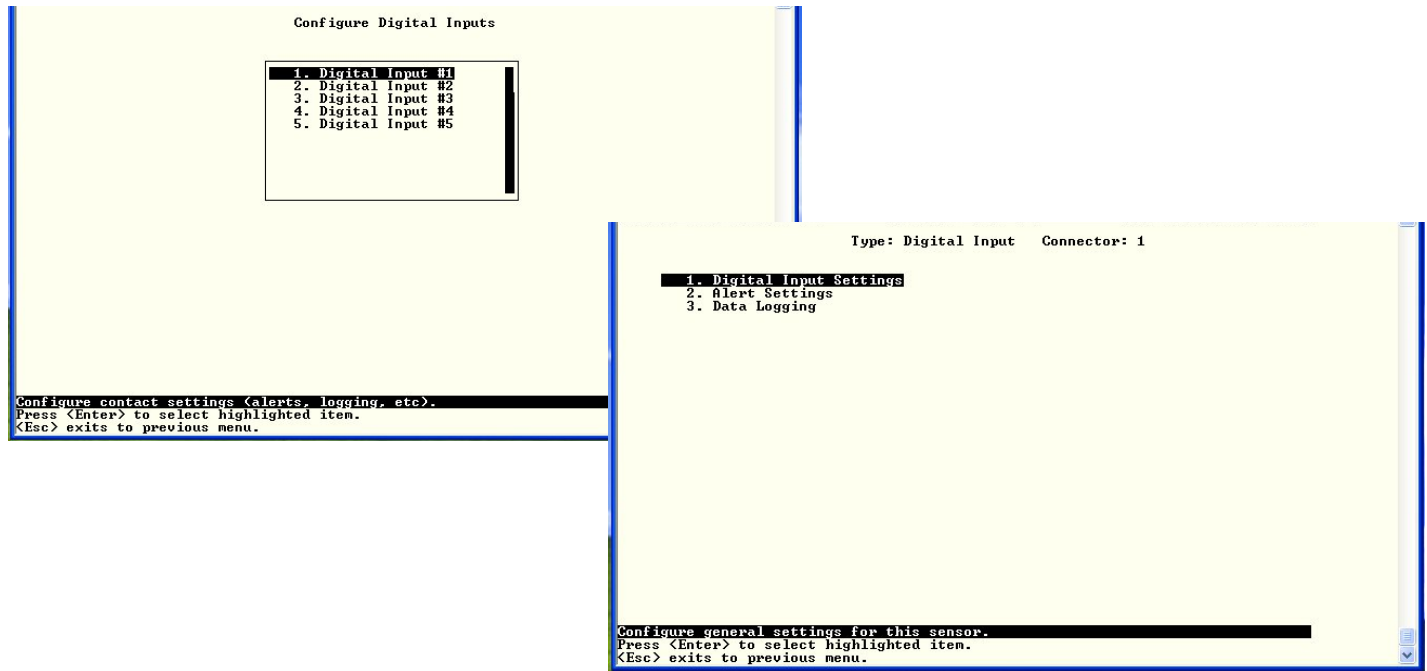 Configure Digital Inputs
1. Digital Input #1
2. Digital Input #2
3. Digital Input #3
4. Digital Input #4
5. Digital Input #5
Configure contact settings (alerts, logging, etc).
Press <Enter> to select highlighted item.
<Esc> exits to previous menu.
Type: Digital Input Connector: 1
1. Digital Input Settings
2. Alert Settings
3. Data Logging
Configure general settings for this sensor.
Press <Enter> to select highlighted item.
<Esc> exits to previous menu.